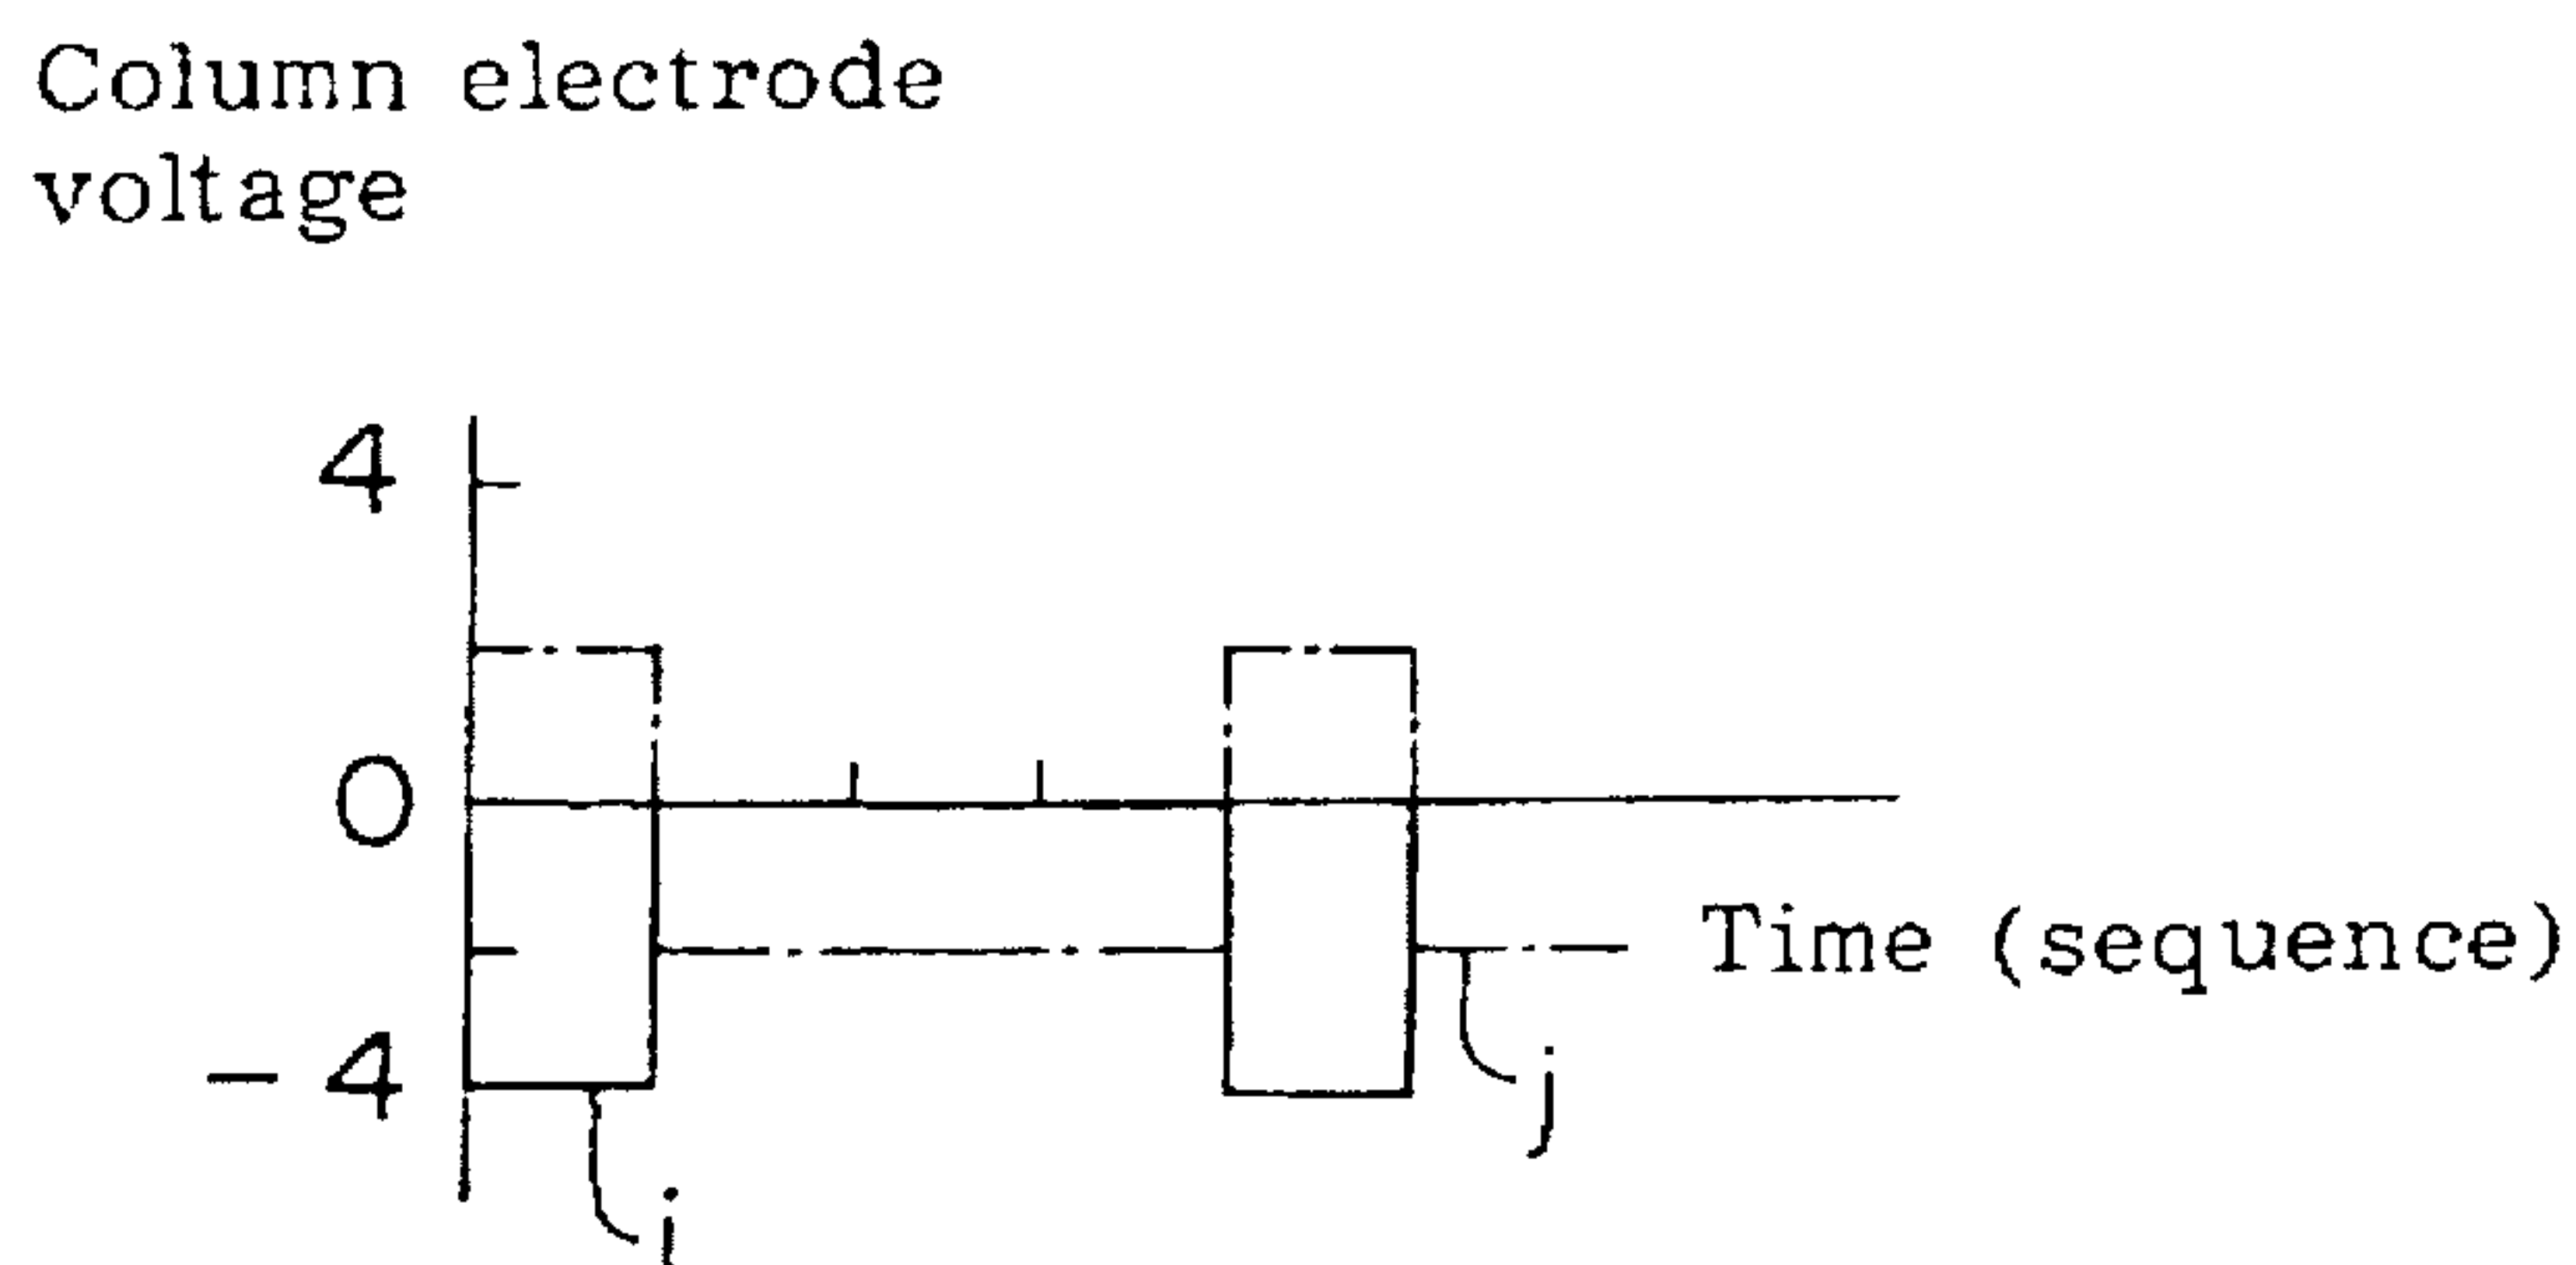 Column electrode
voltage
4
0
Time (sequence)
- 4
j
i